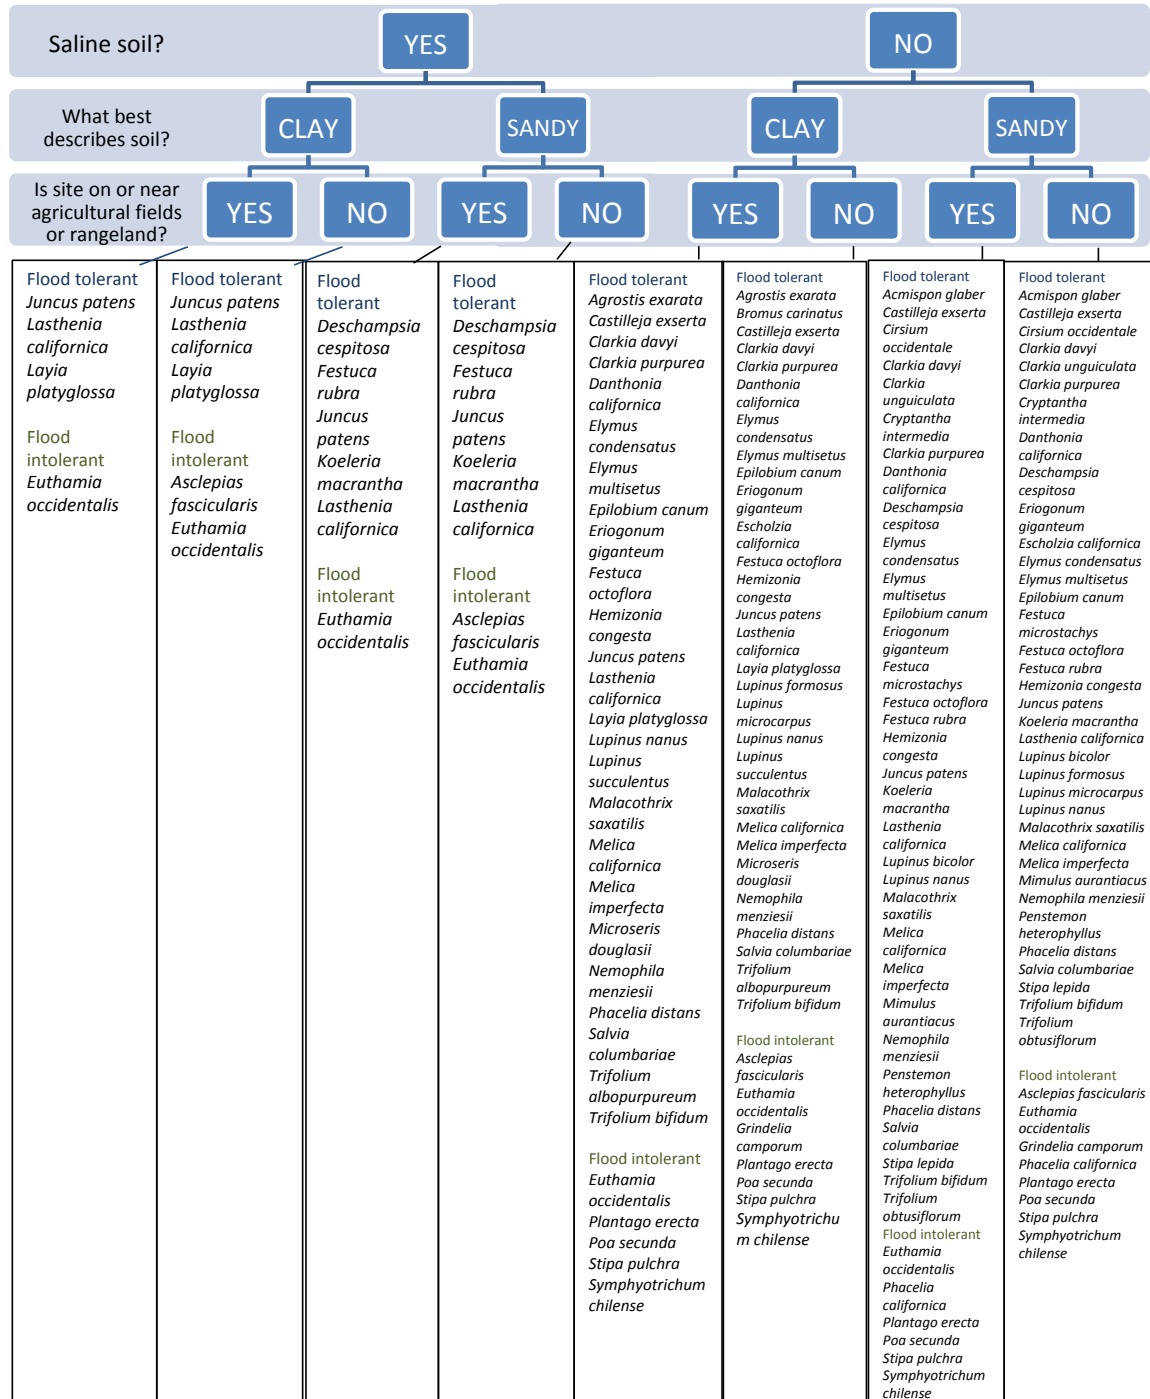 Saline soil?
YES
NO
What best
describes soil?
CLAY
SANDY
CLAY
SANDY
Is site on or near
agricultural fields
or rangeland?
YES
NO
YES
NO
YES
NO
YES
NO
Flood tolerant
Juncus patens
Lasthenia
californica
Layia
platyglossa
Flood
intolerant
Euthamia
occidentalis
Flood tolerant
Juncus patens
Lasthenia
californica
Layia
platyglossa
Flood
intolerant
Asclepias
fascicularis
Euthamia
occidentalis
Flood
tolerant
Deschampsia
cespitosa
Festuca
rubra
Juncus
patens
Koeleria
macrantha
Lasthenia
californica
Flood
intolerant
Euthamia
occidentalis
Flood
tolerant
Deschampsia
cespitosa
Festuca
rubra
Juncus
patens
Koeleria
macrantha
Lasthenia
californica
Flood
intolerant
Asclepias
fascicularis
Euthamia
occidentalis
Flood tolerant
Agrostis exarata
Castilleja exserta
Clarkia davyi
Clarkia purpurea
Danthonia
californica
Elymus
condensatus
Elymus
multisetus
Epilobium canum
Eriogonum
giganteum
Festuca
octoflora
Hemizonia
congesta
Juncus patens
Lasthenia
californica
Layia platyglossa
Lupinus nanus
Lupinus
succulentus
Malacothrix
saxatilis
Melica
californica
Melica
imperfecta
Microseris
douglasii
Nemophila
menziesii
Phacelia distans
Salvia
columbariae
Trifolium
albopurpureum
Trifolium bifidum
Flood intolerant
Euthamia
occidentalis
Plantago erecta
Poa secunda
Stipa pulchra
Symphyotrichum
chilense
Flood tolerant
Agrostis exarata
Bromus carinatus
Castilleja exserta
Clarkia davyi
Clarkia purpurea
Danthonia
californica
Elymus
condensatus
Elymus multisetus
Epilobium canum
Eriogonum
giganteum
Escholzia
californica
Festuca octoflora
Hemizonia
congesta
Juncus patens
Lasthenia
californica
Layia platyglossa
Lupinus formosus
Lupinus
microcarpus
Lupinus nanus
Lupinus
succulentus
Malacothrix
saxatilis
Melica californica
Melica imperfecta
Microseris
douglasii
Nemophila
menziesii
Phacelia distans
Salvia columbariae
Trifolium
albopurpureum
Trifolium bifidum
Flood intolerant
Asclepias
fascicularis
Euthamia
occidentalis
Grindelia
camporum
Plantago erecta
Poa secunda
Stipa pulchra
Symphyotrichu
m chilense
Flood tolerant
Acmispon glaber
Castilleja exserta
Cirsium
occidentale
Clarkia davyi
Clarkia
unguiculata
Cryptantha
intermedia
Clarkia purpurea
Danthonia
californica
Deschampsia
cespitosa
Elymus
condensatus
Elymus
multisetus
Epilobium canum
Eriogonum
giganteum
Festuca
microstachys
Festuca octoflora
Festuca rubra
Hemizonia
congesta
Juncus patens
Koeleria
macrantha
Lasthenia
californica
Lupinus bicolor
Lupinus nanus
Malacothrix
saxatilis
Melica
californica
Melica
imperfecta
Mimulus
aurantiacus
Nemophila
menziesii
Penstemon
heterophyllus
Phacelia distans
Salvia
columbariae
Stipa lepida
Trifolium bifidum
Trifolium
obtusiflorum
Flood intolerant
Euthamia
occidentalis
Phacelia
californica
Plantago erecta
Poa secunda
Stipa pulchra
Symphyotrichum
chilense
Flood tolerant
Acmispon glaber
Castilleja exserta
Cirsium occidentale
Clarkia davyi
Clarkia unguiculata
Clarkia purpurea
Cryptantha
intermedia
Danthonia
californica
Deschampsia
cespitosa
Eriogonum
giganteum
Escholzia californica
Elymus condensatus
Elymus multisetus
Epilobium canum
Festuca
microstachys
Festuca octoflora
Festuca rubra
Hemizonia congesta
Juncus patens
Koeleria macrantha
Lasthenia californica
Lupinus bicolor
Lupinus formosus
Lupinus microcarpus
Lupinus nanus
Malacothrix saxatilis
Melica californica
Melica imperfecta
Mimulus aurantiacus
Nemophila menziesii
Penstemon
heterophyllus
Phacelia distans
Salvia columbariae
Stipa lepida
Trifolium bifidum
Trifolium
obtusiflorum
Flood intolerant
Asclepias fascicularis
Euthamia
occidentalis
Grindelia camporum
Phacelia californica
Plantago erecta
Poa secunda
Stipa pulchra
Symphyotrichum
chilense